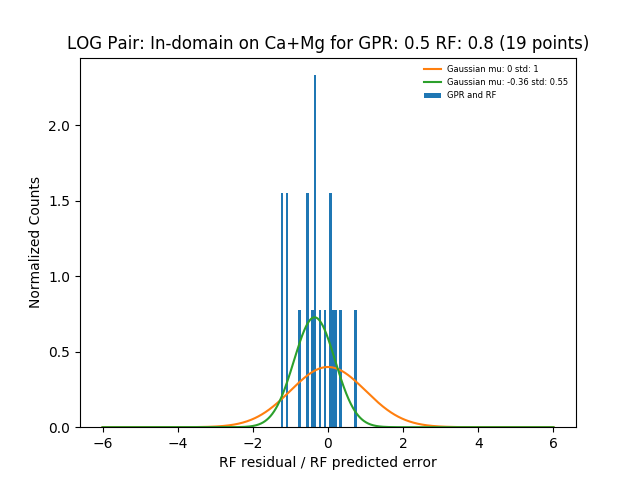 LOG Pair: In-domain on Ca+Mg for GPR: 0.5 RF: 0.8 (19 points)
Gaussian mu: 0 std: 1
Gaussian mu: -0.36 std: 0.55
GPR and RF
Normalized Counts
2.0
1.5
1.0
0.5
0.0
−6 −4 −2 0 2 4 6
RF residual / RF predicted error